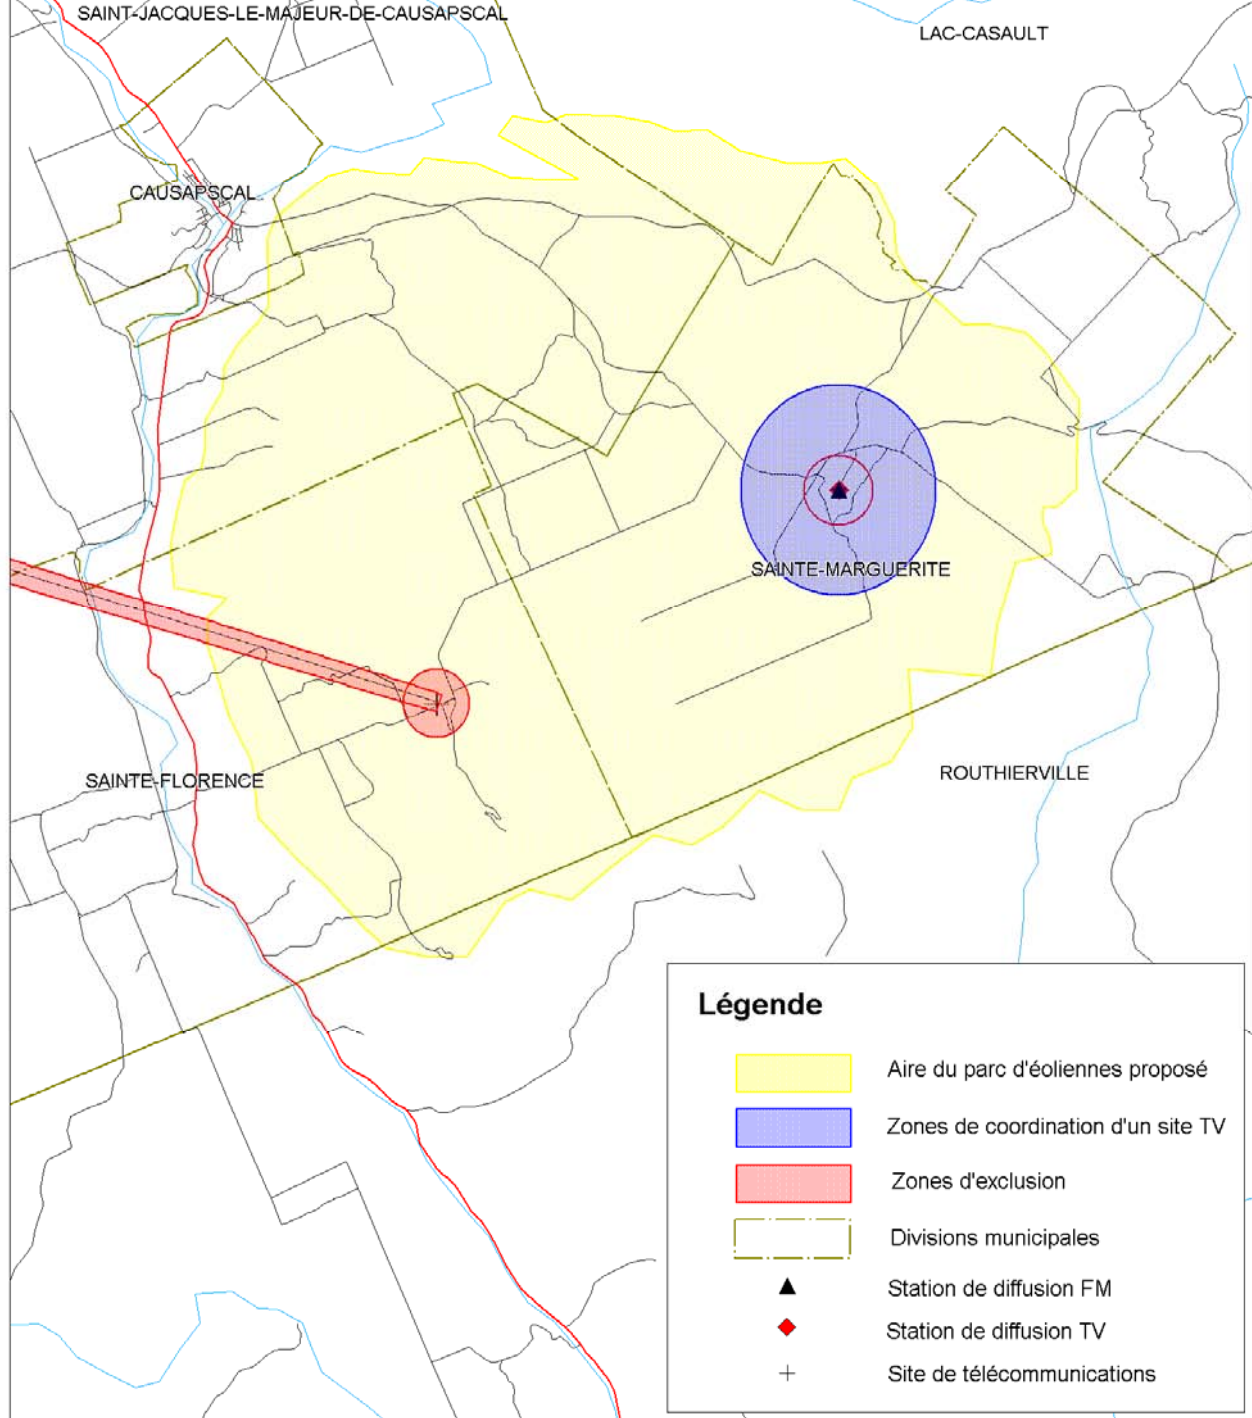 SAINT-JACQUES-LE-MAJEUR-DE-CAUSAPSCAL
LAC-CASAULT
CAUSAPSCAL
SAINTE-MARGUERITE
SAINTE-FLORENCE
ROUTHIERVILLE
Légende
Aire du parc d'éoliennes proposé
Zones de coordination d'un site TV
Zones d'exclusion
Divisions municipales
Station de diffusion FM
Station de diffusion TV
Site de télécommunications